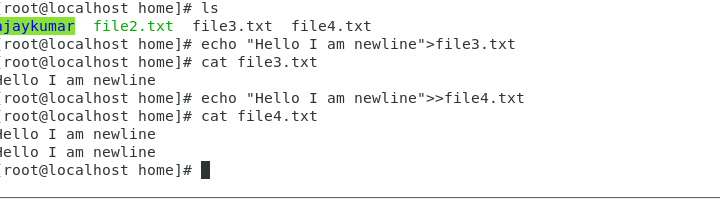 [root@localhost home]# ls
ajaykumar  file2.txt  file3.txt  file4.txt
[root@localhost home]# echo "Hello I am newline">file3.txt
[root@localhost home]# cat file3.txt
Hello I am newline
[root@localhost home]# echo "Hello I am newline">>file4.txt
[root@localhost home]# cat file4.txt
Hello I am newline
Hello I am newline
[root@localhost home]#